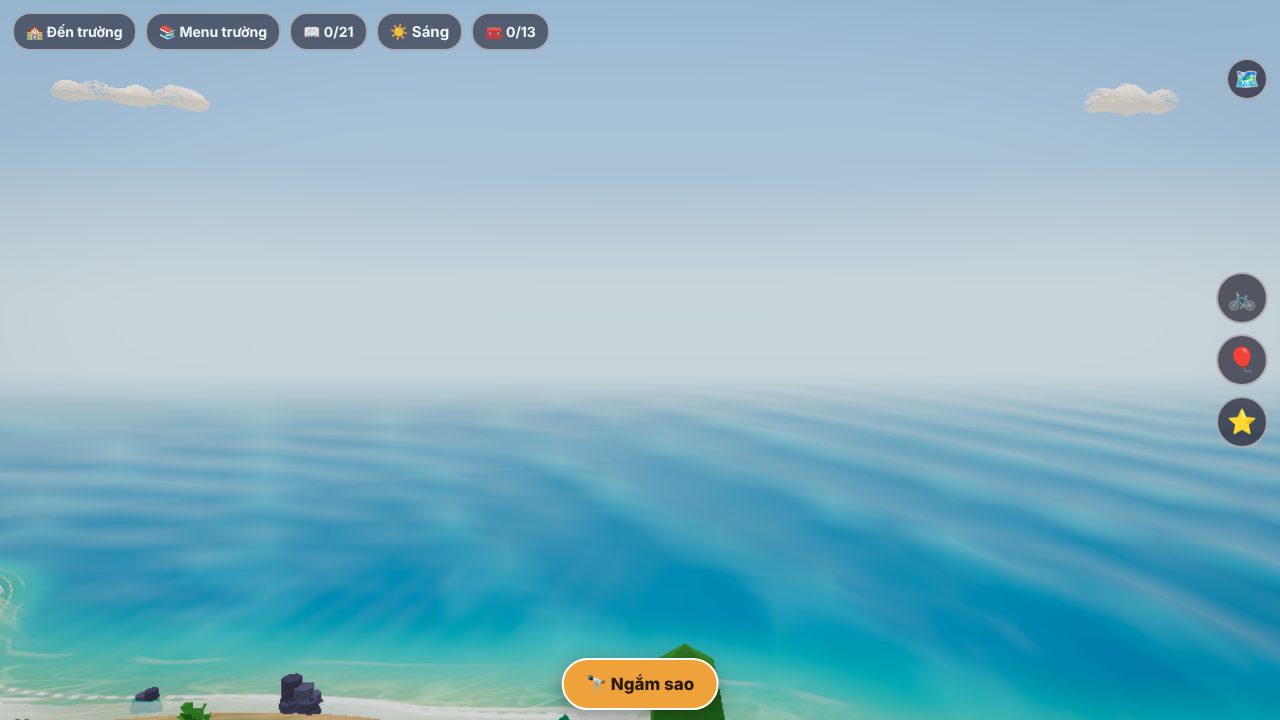 Đến trường
Menu trường
0/21
Sáng
0/13
Ngắm sao